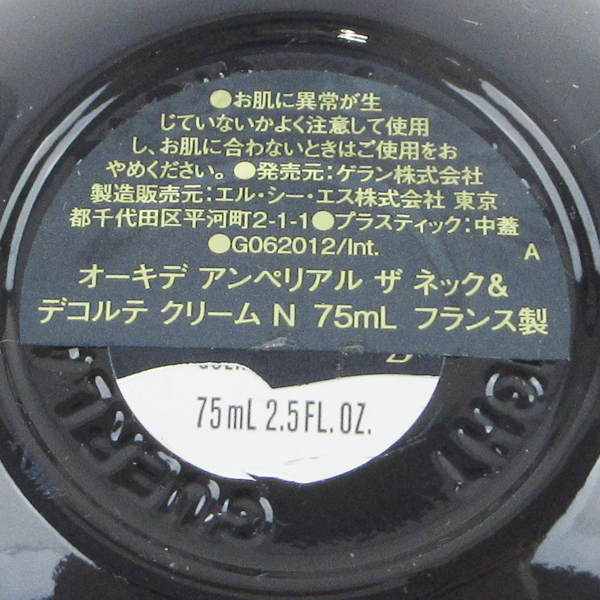 ●お肌に異常が生
じていないかよく注意して使用
し、お肌に合わないときはご使用をお
やめください。●発売元:ゲラン株式会社
製造販売元:エル・シー・エス株式会社 東京
都千代田区平河町2-1-1●プラスティック:中蓋
●G062012/Int. A
オーキデ アンペリアル ザ ネック&
デコルテ クリーム N 75mL フランス製
75mL 2.5FL.OZ.
GUERL